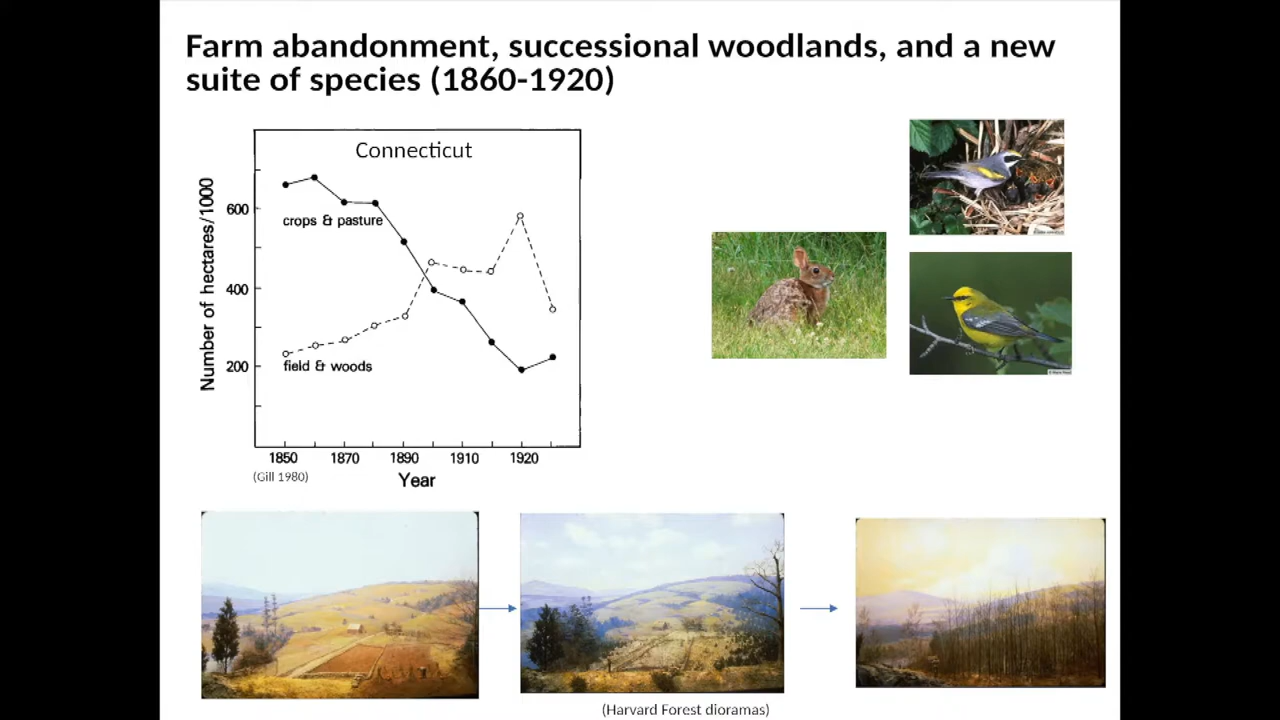 Farm abandonment, successional woodlands, and a new
suite of species (1860-1920)
Connecticut
Number of hectares/1000
600
400
200
crops & pasture
field & woods
1850
1870
1890
1910
1920
(Gill 1980)
Year
(Harvard Forest dioramas)